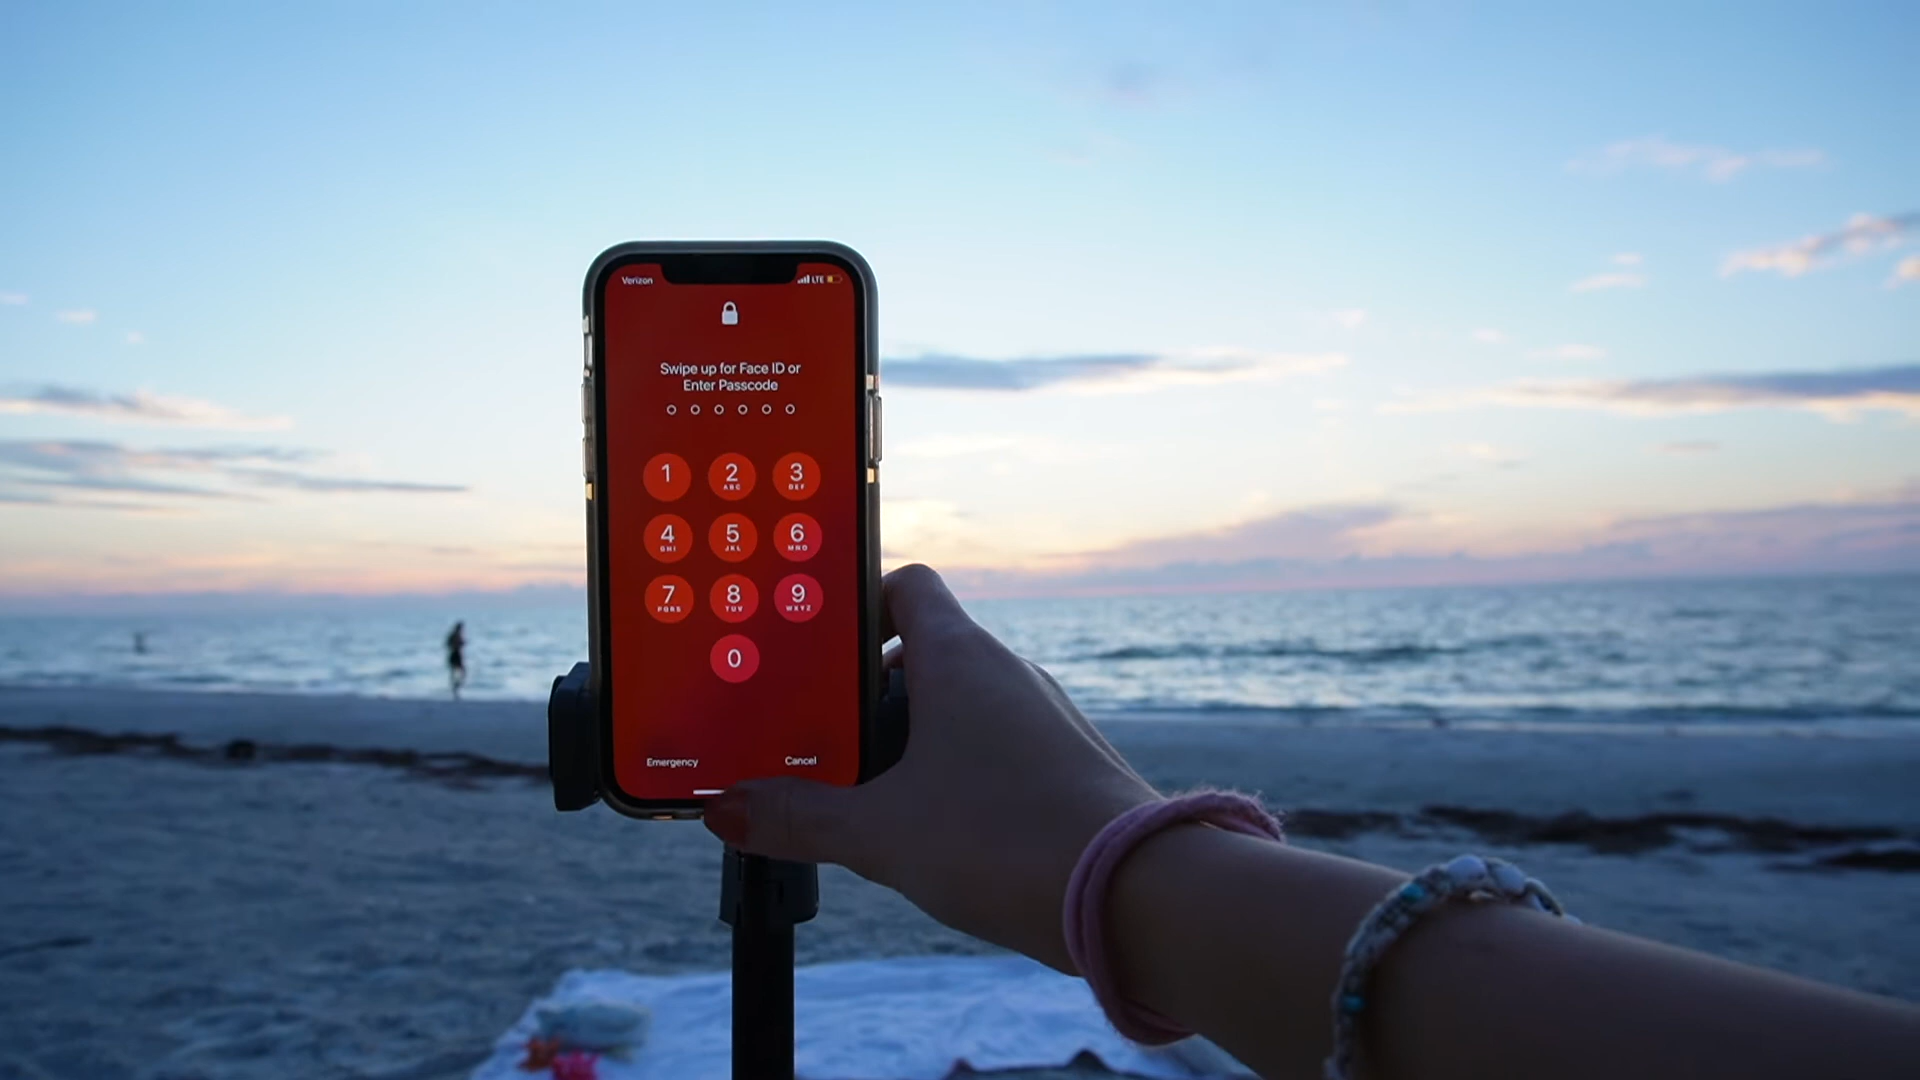 Verizon LTE
Swipe up for Face ID or
Enter Passcode
1 2 3
ABC DEF
4 5 6
GHI JKL MNO
7 8 9
PQRS TUV WXYZ
0
Emergency Cancel